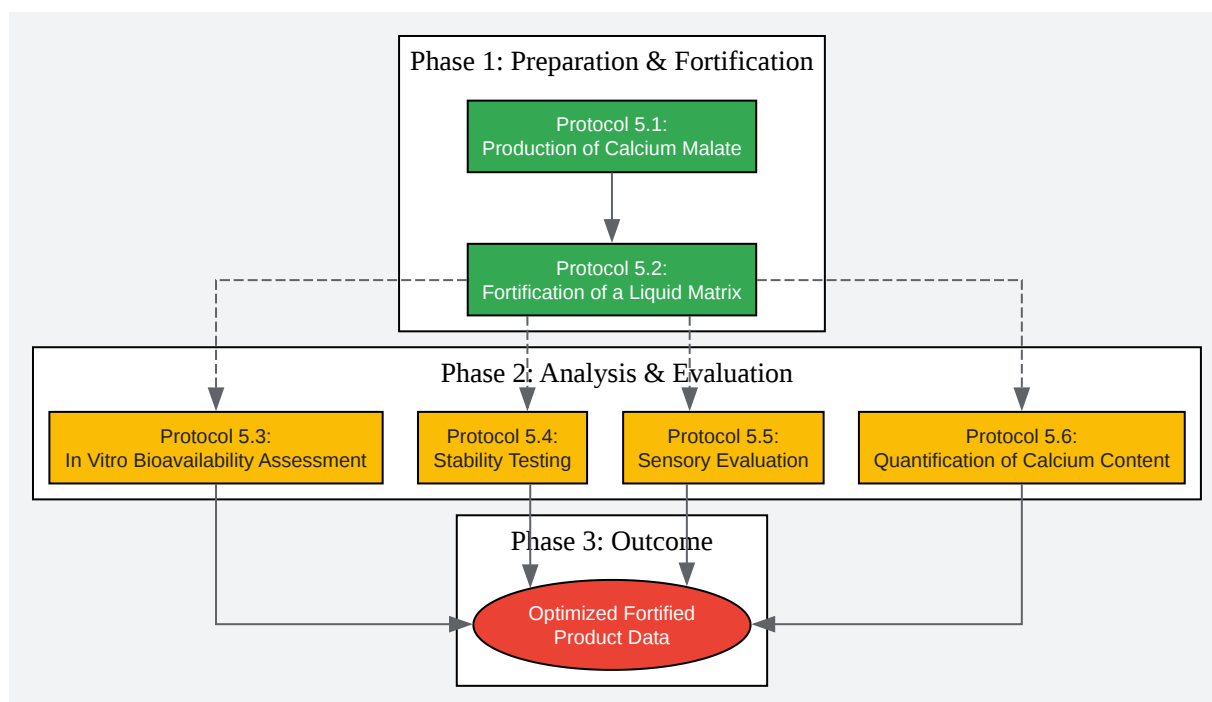 Phase 1: Preparation & Fortification
Protocol 5.1:
Production of Calcium Malate
Protocol 5.2:
Fortification of a Liquid Matrix
Phase 2: Analysis & Evaluation
Protocol 5.3:
In Vitro Bioavailability Assessment
Protocol 5.4:
Stability Testing
Protocol 5.5:
Sensory Evaluation
Protocol 5.6:
Quantification of Calcium Content
Phase 3: Outcome
Optimized Fortified
Product Data